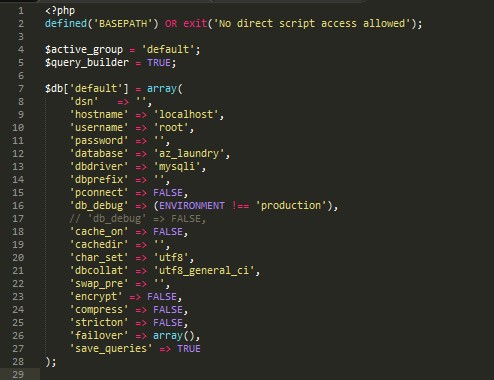 1 <?php
2 defined('BASEPATH') OR exit('No direct script access allowed');
3
4 $active_group = 'default';
5 $query_builder = TRUE;
6
7 $db['default'] = array(
8     'dsn'   => '',
9     'hostname' => 'localhost',
10     'username' => 'root',
11     'password' => '',
12     'database' => 'az_laundry',
13     'dbdriver' => 'mysqli',
14     'dbprefix' => '',
15     'pconnect' => FALSE,
16     'db_debug' => (ENVIRONMENT !== 'production'),
17     // 'db_debug' => FALSE,
18     'cache_on' => FALSE,
19     'cachedir' => '',
20     'char_set' => 'utf8',
21     'dbcollat' => 'utf8_general_ci',
22     'swap_pre' => '',
23     'encrypt' => FALSE,
24     'compress' => FALSE,
25     'stricton' => FALSE,
26     'failover' => array(),
27     'save_queries' => TRUE
28 );
29